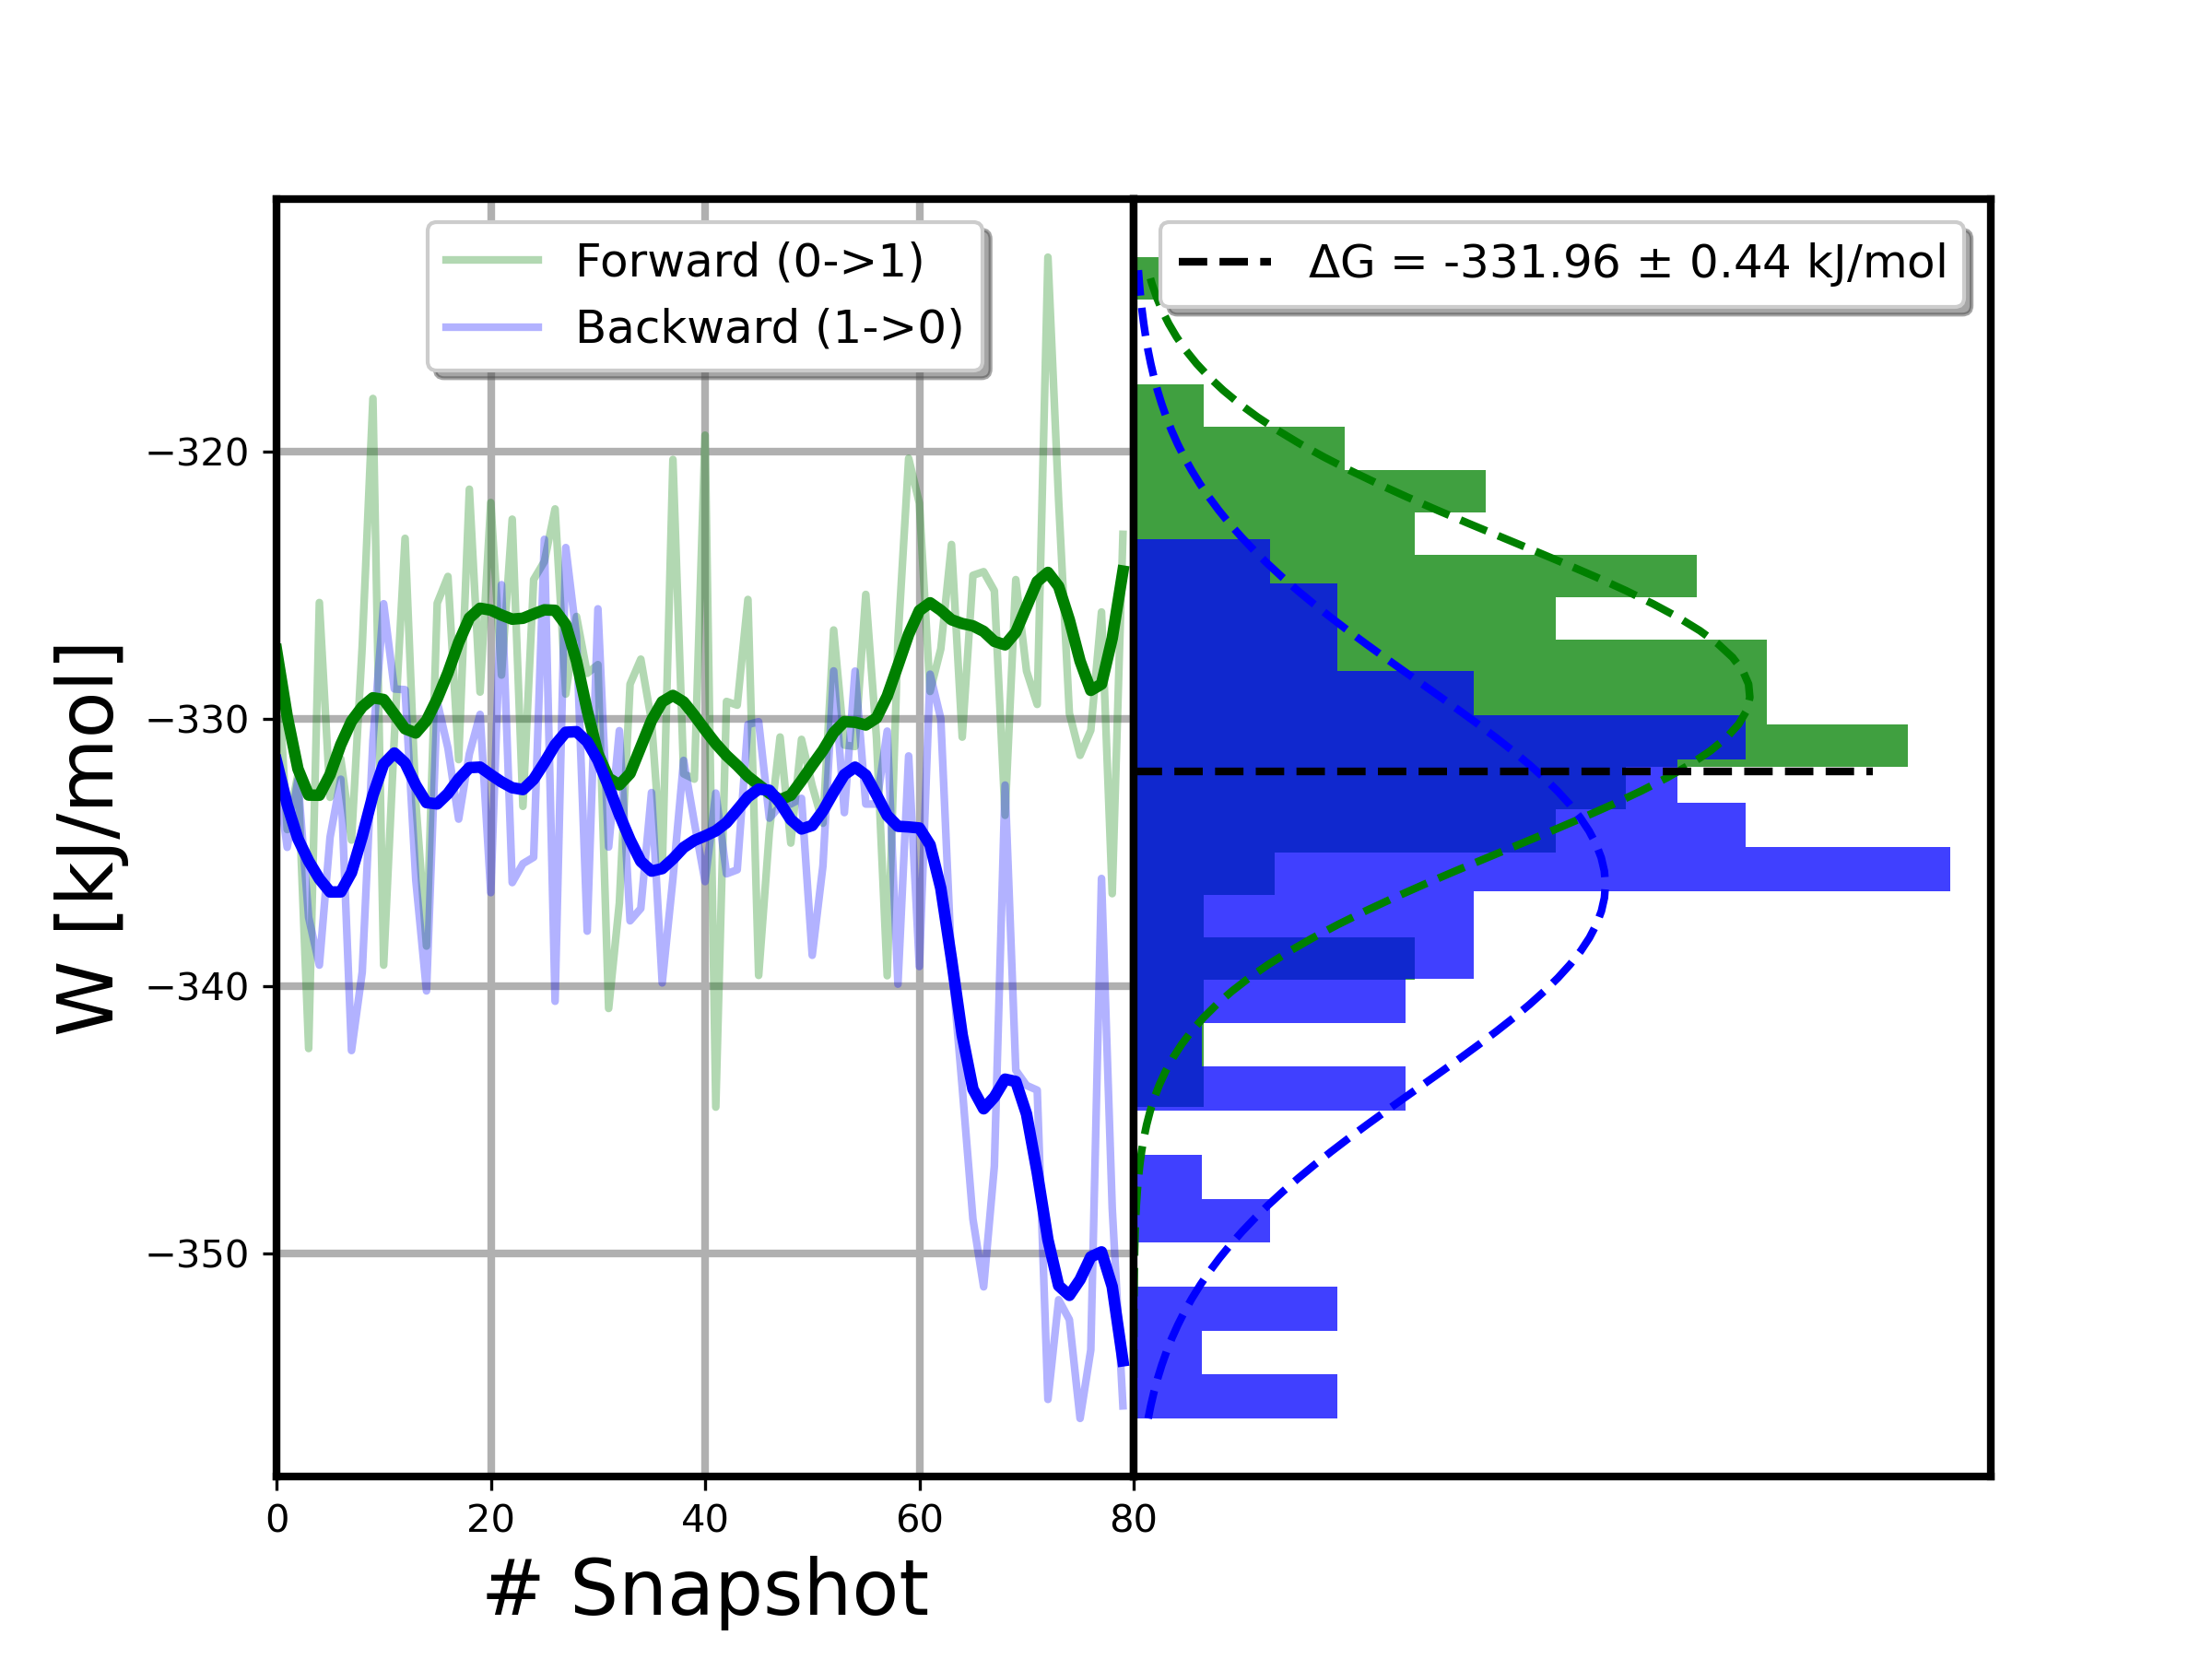 Forward (0->1)
Backward (1->0)
ΔG = -331.96 ± 0.44 kJ/mol
W [kJ/mol]
−320
−330
−340
−350
0 20 40 60 80
# Snapshot